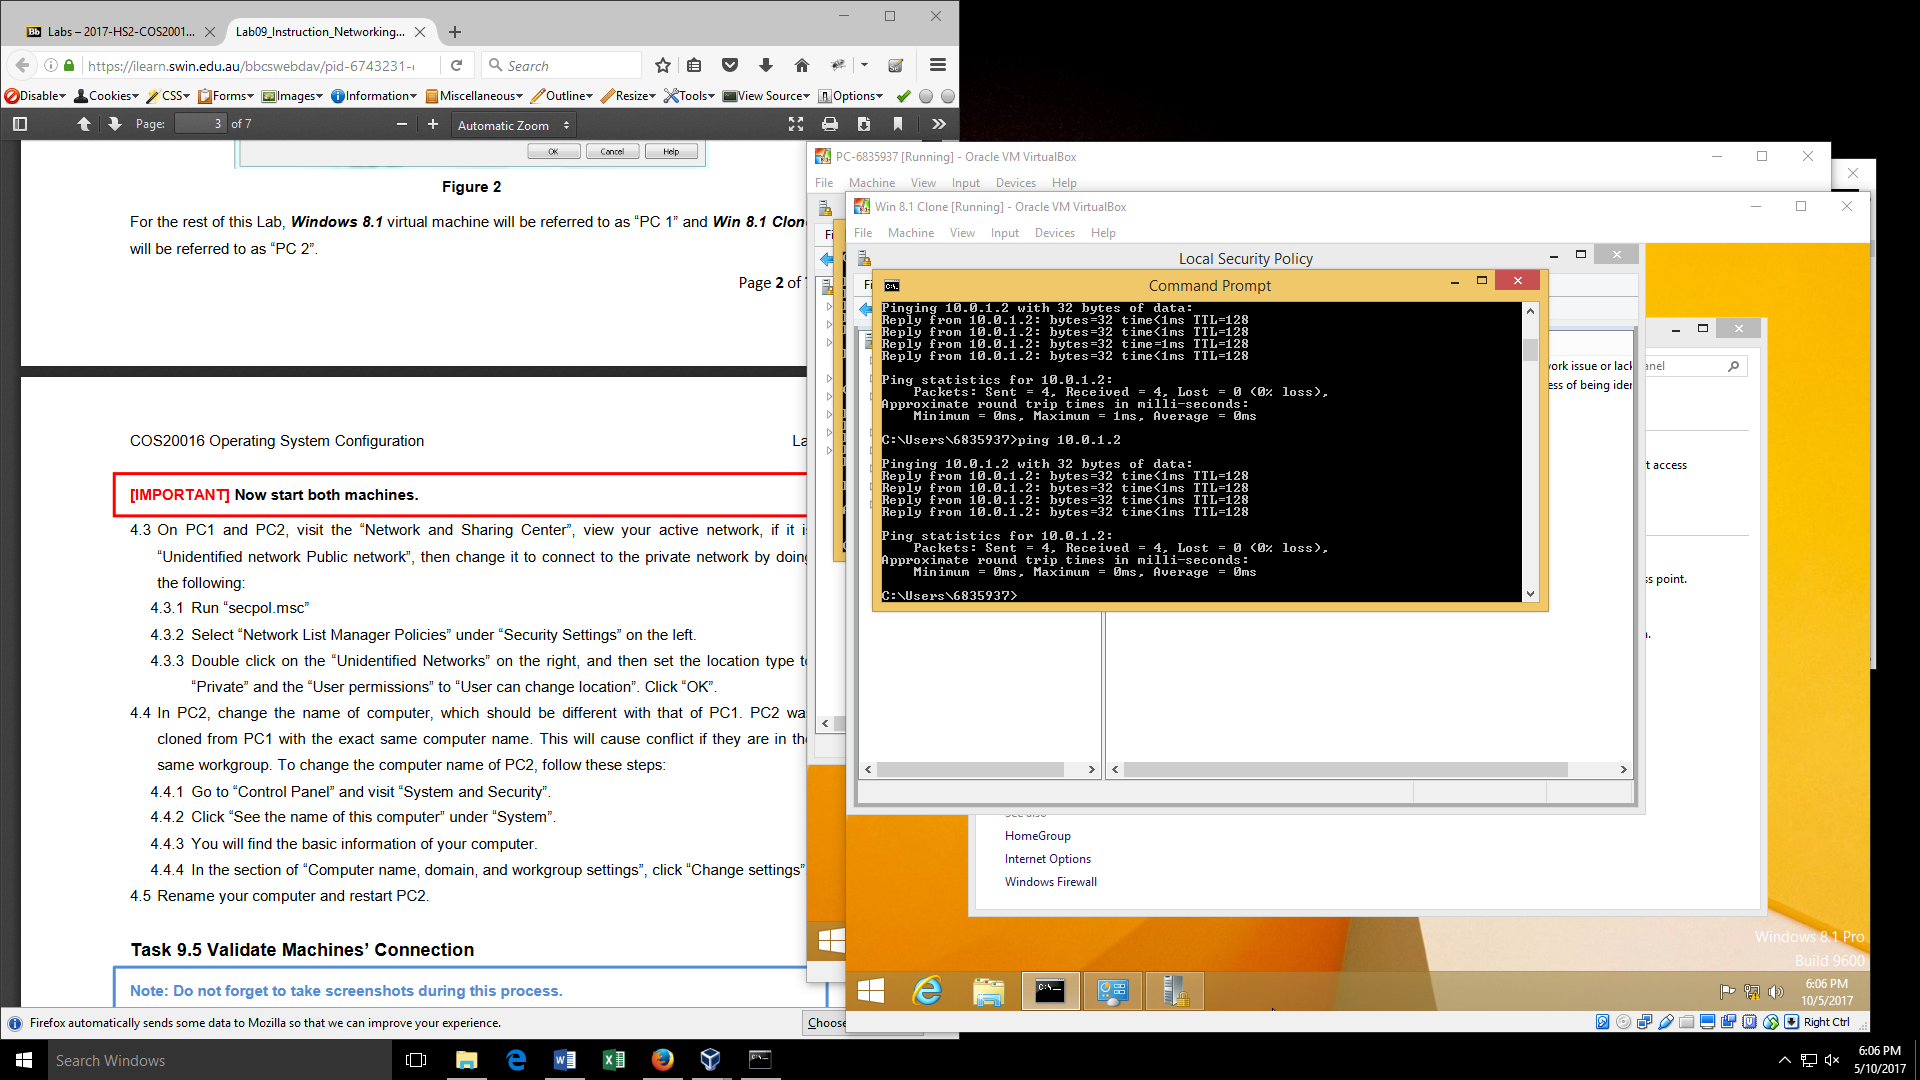 Labs – 2017-HS2-COS2001...
Lab09_Instruction_Networking...
https://ilearn.swin.edu.au/bbcswebdav/pid-6743231-
Search
Disable
Cookies
CSS
Forms
Images
Information
Miscellaneous
Outline
Resize
Tools
View Source
Options
Page: 3 of 7
Automatic Zoom
OK Cancel Help
Figure 2
For the rest of this Lab, Windows 8.1 virtual machine will be referred to as “PC 1” and Win 8.1 Clon
will be referred to as “PC 2”.
Page 2 of
COS20016 Operating System Configuration La
[IMPORTANT] Now start both machines.
4.3 On PC1 and PC2, visit the “Network and Sharing Center”, view your active network, if it i
“Unidentified network Public network”, then change it to connect to the private network by doing
the following:
4.3.1 Run “secpol.msc”
4.3.2 Select “Network List Manager Policies” under “Security Settings” on the left.
4.3.3 Double click on the “Unidentified Networks” on the right, and then set the location type t
“Private” and the “User permissions” to “User can change location”. Click “OK”.
4.4 In PC2, change the name of computer, which should be different with that of PC1. PC2 wa
cloned from PC1 with the exact same computer name. This will cause conflict if they are in th
same workgroup. To change the computer name of PC2, follow these steps:
4.4.1 Go to “Control Panel” and visit “System and Security”.
4.4.2 Click “See the name of this computer” under “System”.
4.4.3 You will find the basic information of your computer.
4.4.4 In the section of “Computer name, domain, and workgroup settings”, click “Change settings”
4.5 Rename your computer and restart PC2.
Task 9.5 Validate Machines’ Connection
Note: Do not forget to take screenshots during this process.
Firefox automatically sends some data to Mozilla so that we can improve your experience.
Choose
PC-6835937 [Running] - Oracle VM VirtualBox
File Machine View Input Devices Help
Fi
Win 8.1 Clone [Running] - Oracle VM VirtualBox
File Machine View Input Devices Help
Local Security Policy
Fi
Command Prompt
Pinging 10.0.1.2 with 32 bytes of data:
Reply from 10.0.1.2: bytes=32 time<1ms TTL=128
Reply from 10.0.1.2: bytes=32 time<1ms TTL=128
Reply from 10.0.1.2: bytes=32 time=1ms TTL=128
Reply from 10.0.1.2: bytes=32 time<1ms TTL=128
Ping statistics for 10.0.1.2:
Packets: Sent = 4, Received = 4, Lost = 0 (0% loss),
Approximate round trip times in milli-seconds:
Minimum = 0ms, Maximum = 1ms, Average = 0ms
C:\Users\6835937>ping 10.0.1.2
Pinging 10.0.1.2 with 32 bytes of data:
Reply from 10.0.1.2: bytes=32 time<1ms TTL=128
Reply from 10.0.1.2: bytes=32 time<1ms TTL=128
Reply from 10.0.1.2: bytes=32 time<1ms TTL=128
Reply from 10.0.1.2: bytes=32 time<1ms TTL=128
Ping statistics for 10.0.1.2:
Packets: Sent = 4, Received = 4, Lost = 0 (0% loss),
Approximate round trip times in milli-seconds:
Minimum = 0ms, Maximum = 0ms, Average = 0ms
C:\Users\6835937>
work issue or lack
ess of being iden
anel
t access
ss point.
See also
HomeGroup
Internet Options
Windows Firewall
Windows 8.1 Pro
Build 9600
6:06 PM
10/5/2017
Right Ctrl
Search Windows
6:06 PM
5/10/2017